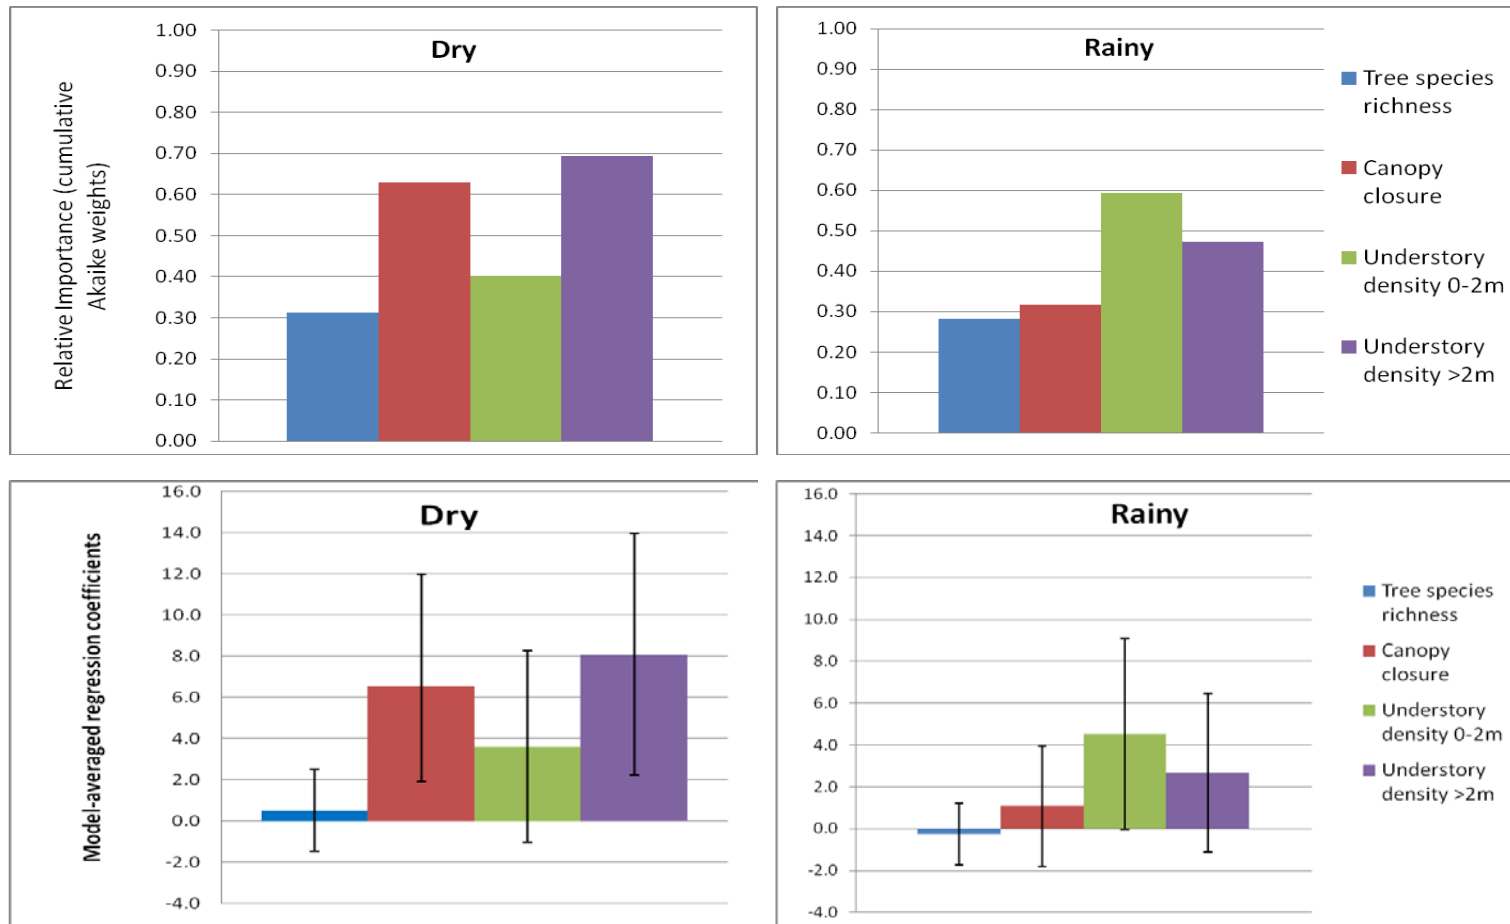 Dry
Relative Importance (cumulative
Akaike weights)
1.00
0.90
0.80
0.70
0.60
0.50
0.40
0.30
0.20
0.10
0.00
Rainy
1.00
0.90
0.80
0.70
0.60
0.50
0.40
0.30
0.20
0.10
0.00
Tree species
richness
Canopy
closure
Understory
density 0-2m
Understory
density >2m
Dry
Model-averaged regression coefficients
16.0
14.0
12.0
10.0
8.0
6.0
4.0
2.0
0.0
-2.0
-4.0
Rainy
16.0
14.0
12.0
10.0
8.0
6.0
4.0
2.0
0.0
-2.0
-4.0
Tree species
richness
Canopy
closure
Understory
density 0-2m
Understory
density >2m